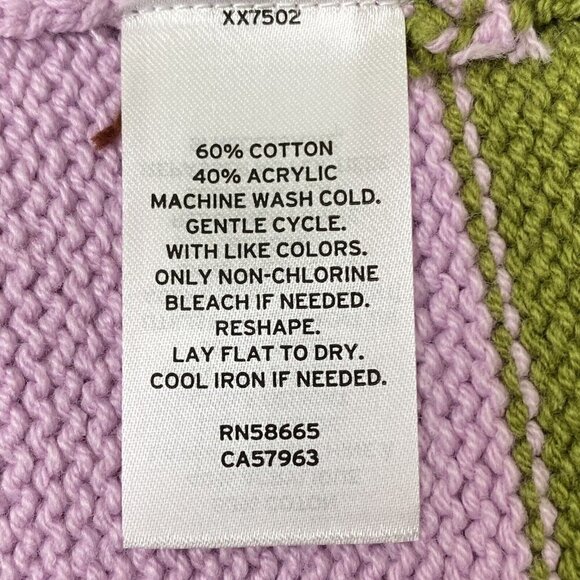 XX7502
60% COTTON
40% ACRYLIC
MACHINE WASH COLD.
GENTLE CYCLE.
WITH LIKE COLORS.
ONLY NON-CHLORINE
BLEACH IF NEEDED.
RESHAPE.
LAY FLAT TO DRY.
COOL IRON IF NEEDED.
RN58665
CA57963